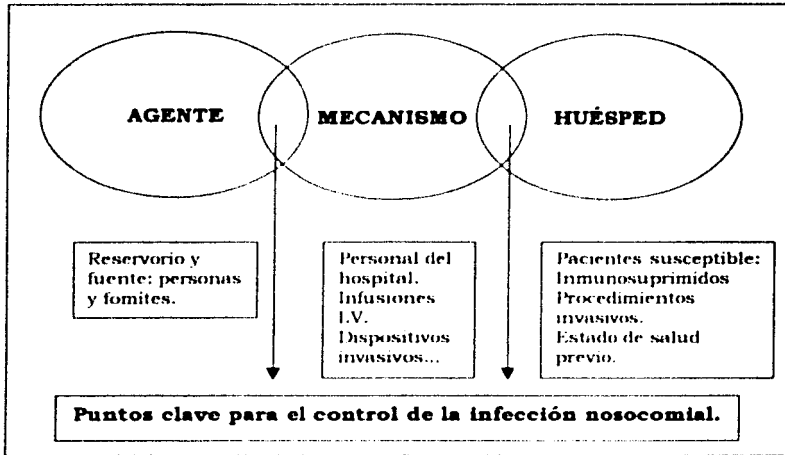 AGENTE
MECANISMO
HUÉSPED
Reservorio y
fuente: personas
y fomites.
Personal del
hospital.
Infusiones
I.V.
Dispositivos
invasivos...
Pacientes susceptible:
Inmunosuprimidos
Procedimientos
invasivos.
Estado de salud
previo.
Puntos clave para el control de la infección nosocomial.